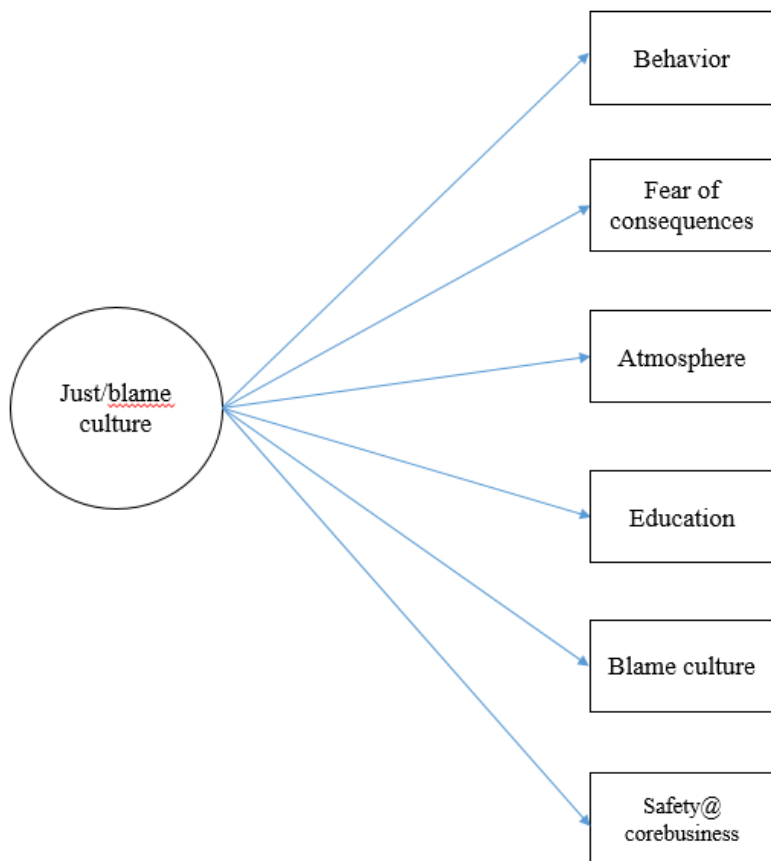 Behavior
Fear of
consequences
Atmosphere
Just/blame
culture
Education
Blame culture
Safety@
corebusiness